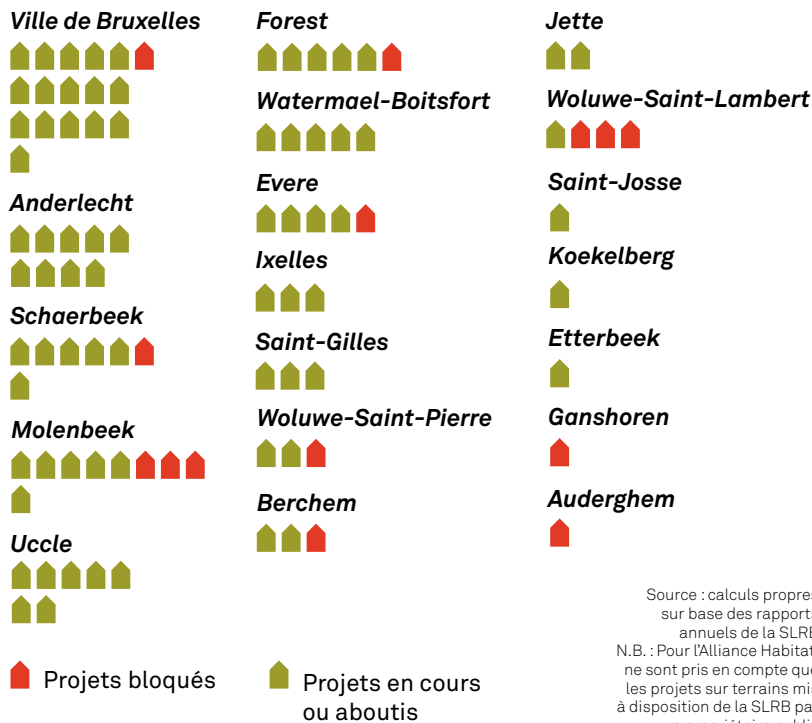 Ville de Bruxelles
Anderlecht
Schaerbeek
Molenbeek
Uccle
Forest
Watermael-Boitsfort
Evere
Ixelles
Saint-Gilles
Woluwe-Saint-Pierre
Berchem
Jette
Woluwe-Saint-Lambert
Saint-Josse
Koekelberg
Etterbeek
Ganshoren
Auderghem
Projets bloqués
Projets en cours
ou aboutis
Source : calculs propres
sur base des rapports
annuels de la SLRB
N.B. : Pour l'Alliance Habitat
ne sont pris en compte que
les projets sur terrains mis
à disposition de la SLRB par